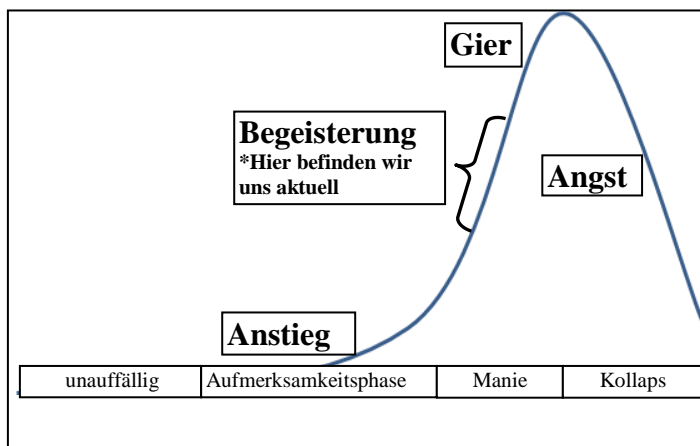 Gier
Begeisterung
*Hier befinden wir
uns aktuell
Angst
Anstieg
unauffällig
Aufmerksamkeitsphase
Manie
Kollaps